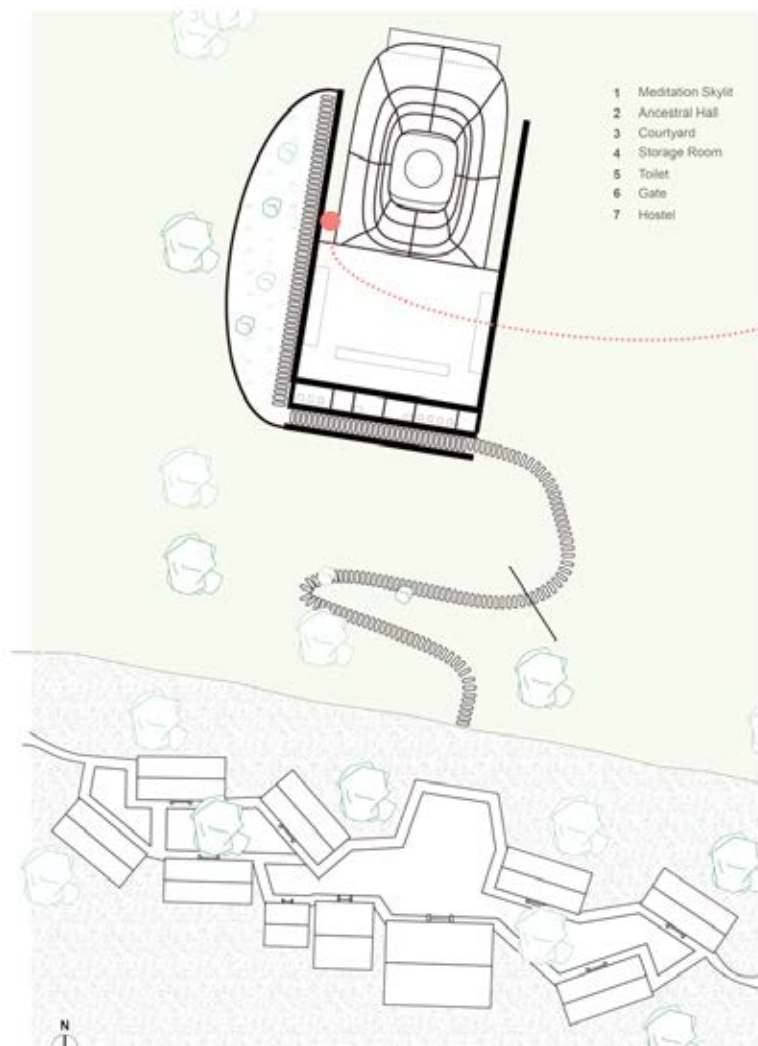 1 Meditation Skylit
2 Ancestral Hall
3 Courtyard
4 Storage Room
5 Toilet
6 Gate
7 Hostel
N